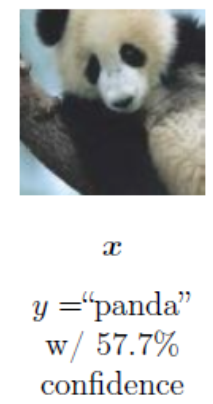 x
y =“panda”
w/ 57.7%
confidence